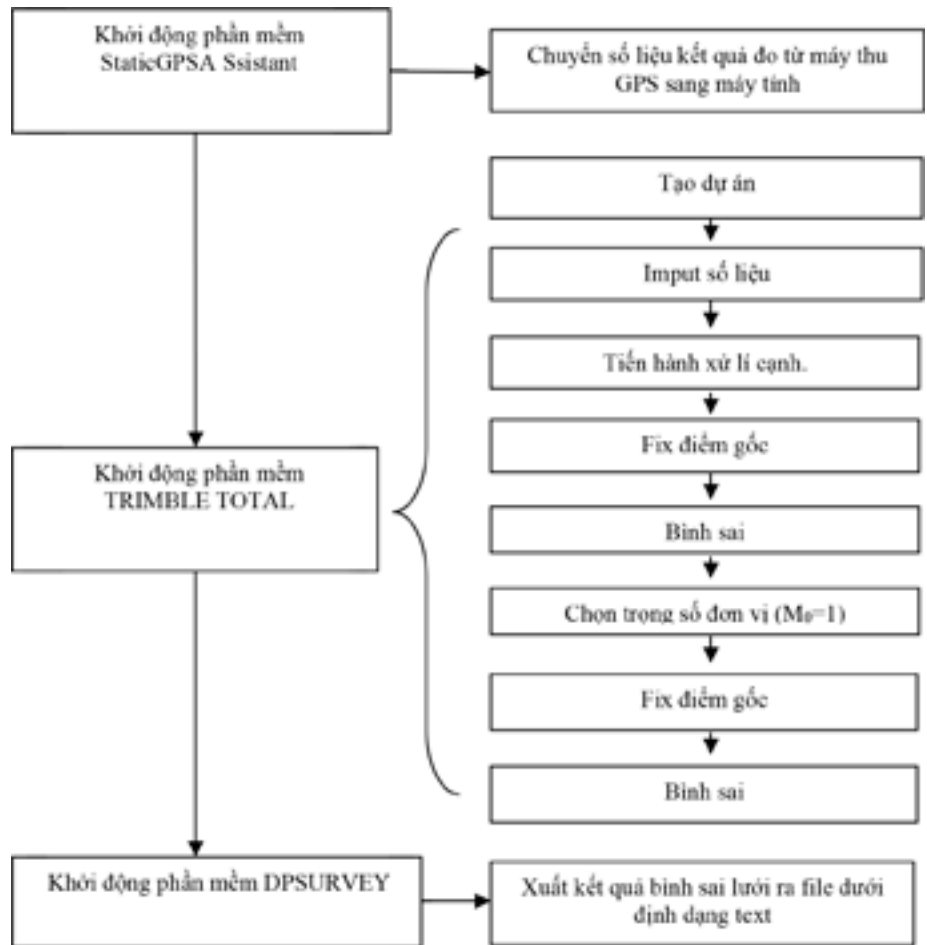 Khởi động phần mềm
StaticGPSA Ssistant
Chuyển số liệu kết quả đo từ máy thu
GPS sang máy tính
Tạo dự án
Imput số liệu
Tiến hành xử lí cạnh.
Fix điểm gốc
Khởi động phần mềm
TRIMBLE TOTAL
Bình sai
Chọn trọng số đơn vị (M₀=1)
Fix điểm gốc
Bình sai
Khởi động phần mềm DPSURVEY
Xuất kết quả bình sai lưới ra file dưới
định dạng text